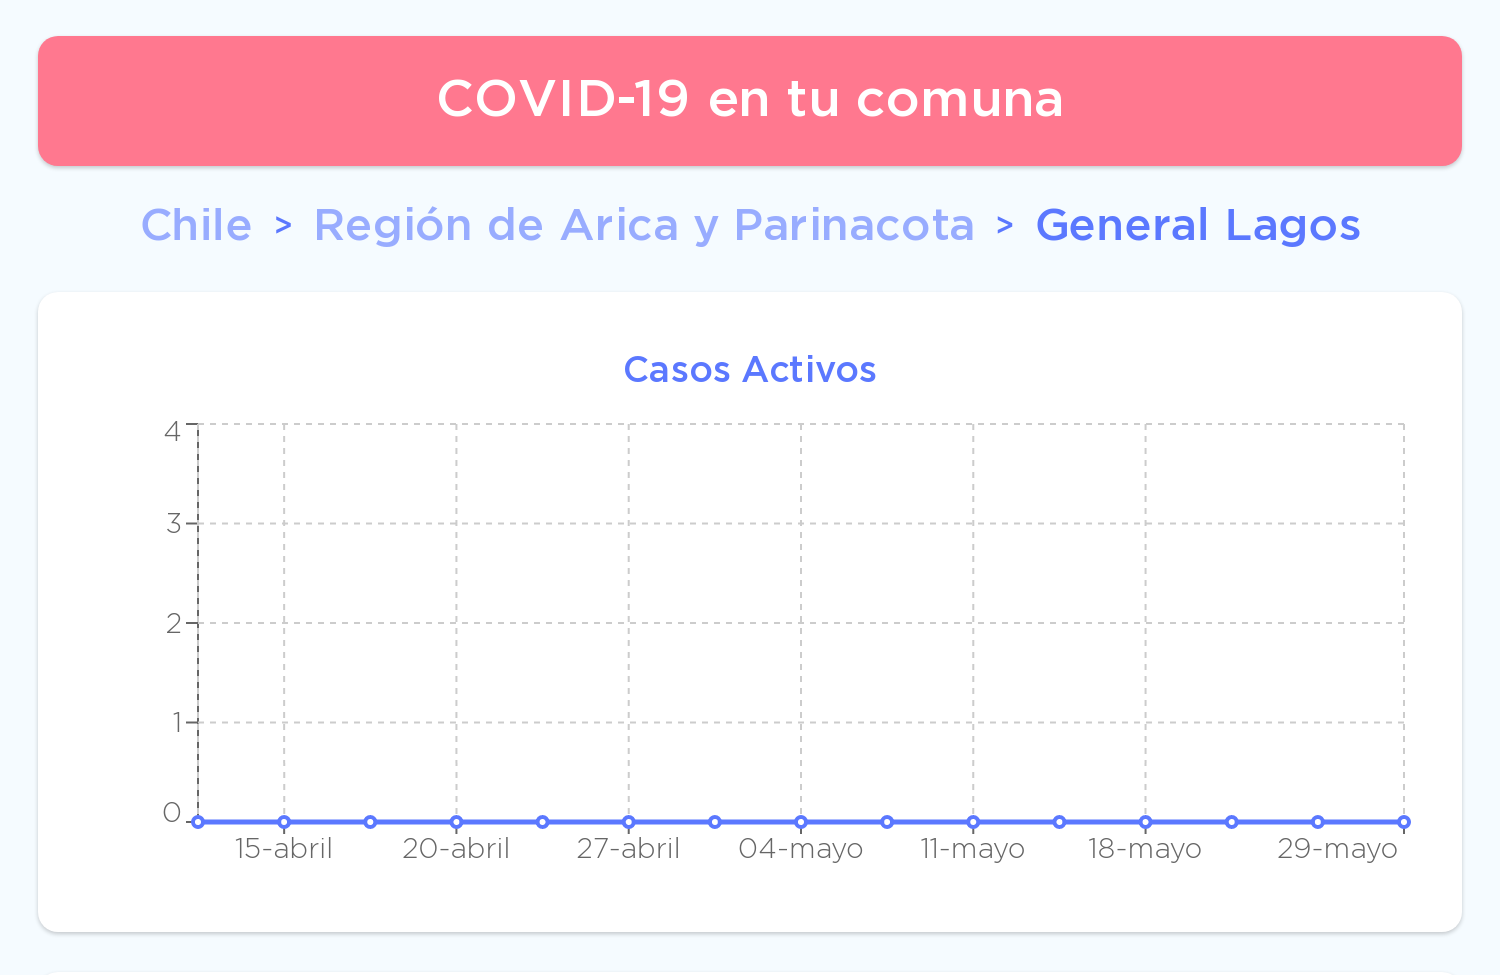 COVID-19 en tu comuna
Chile > Región de Arica y Parinacota > General Lagos
Casos Activos
4
3
2
1
0
15-abril 20-abril 27-abril 04-mayo 11-mayo 18-mayo 29-mayo